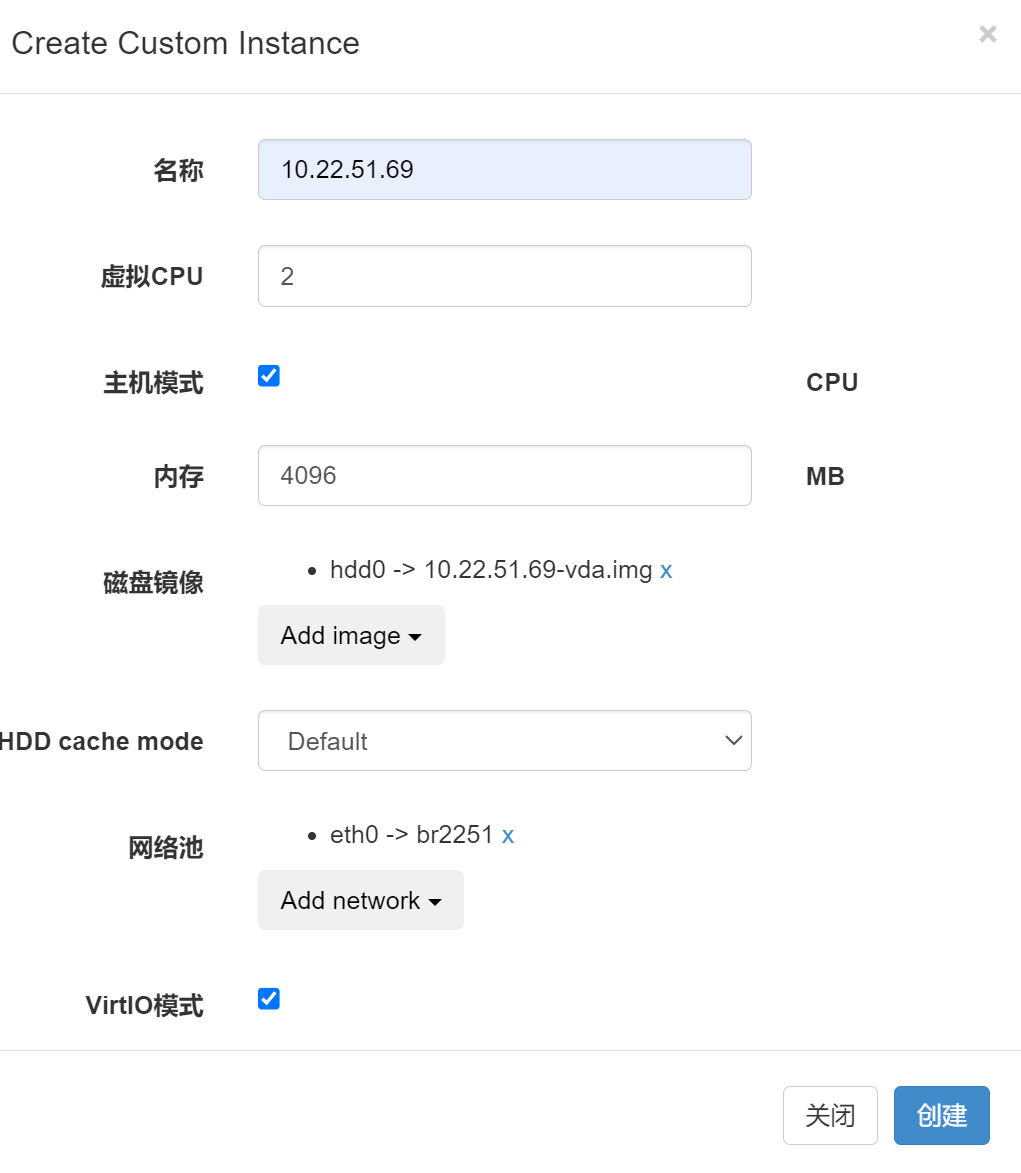 Create Custom Instance
×
名称 10.22.51.69
虚拟CPU 2
主机模式 CPU
内存 4096 MB
磁盘镜像 hdd0 -> 10.22.51.69-vda.img x
Add image
HDD cache mode Default
网络池 eth0 -> br2251 x
Add network
VirtIO模式
关闭 创建